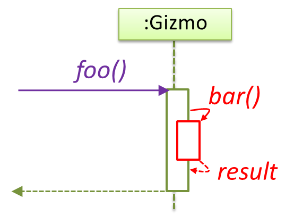 :Gizmo
foo()
bar()
result